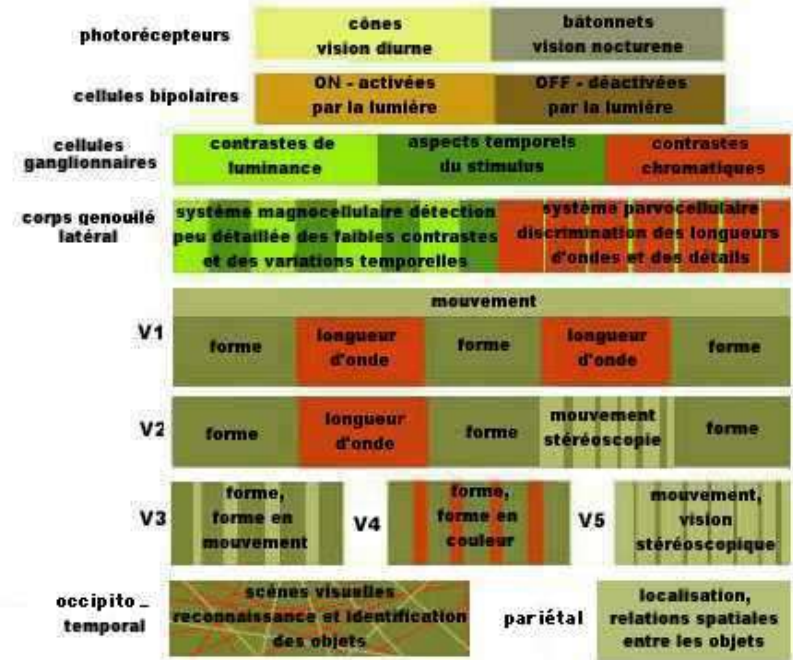 photorécepteurs
cônes
vision diurne
bâtonnets
vision nocturene
cellules bipolaires
ON - activées
par la lumière
OFF - déactivées
par la lumière
cellules
ganglionnaires
contrastes de
luminance
aspects temporels
du stimulus
contrastes
chromatiques
corps genouillé
latéral
système magnocellulaire détection
peu détaillée des faibles contrastes
et des variations temporelles
système parvocellulaire
discrimination des longueurs
d'ondes et des détails
mouvement
V1
forme
longueur
d'onde
forme
longueur
d'onde
forme
V2
forme
longueur
d'onde
forme
mouvement
stéréoscopie
forme
V3
forme,
forme en
mouvement
V4
forme,
forme en
couleur
V5
mouvement,
vision
stéréoscopique
occipito -
temporal
scènes visuelles
reconnaissance et identification
des objets
pariétal
localisation,
relations spatiales
entre les objets